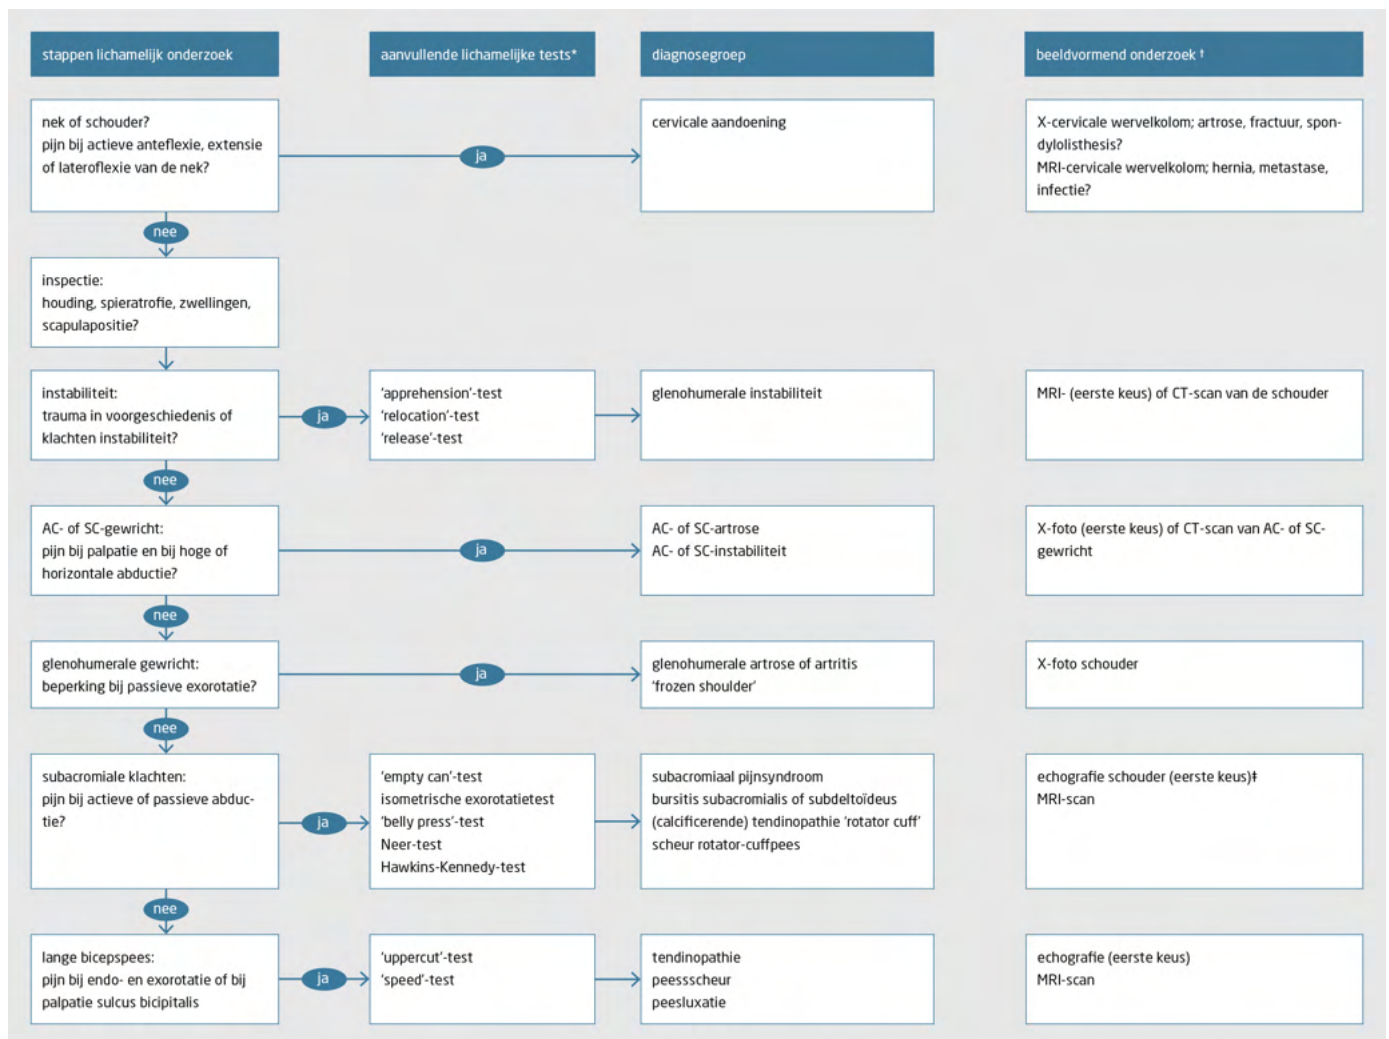 stappen lichamelijk onderzoek
aanvullende lichamelijke tests*
diagnosegroep
beeldvormend onderzoek †
nek of schouder?
pijn bij actieve anteflexie, extensie
of lateroflexie van de nek?
ja
cervicale aandoening
X-cervicale wervelkolom; artrose, fractuur, spon-
dylolisthesis?
MRI-cervicale wervelkolom; hernia, metastase,
infectie?
nee
inspectie:
houding, spieratrofie, zwellingen,
scapulapositie?
instabiliteit:
trauma in voorgeschiedenis of
klachten instabiliteit?
ja
'apprehension'-test
'relocation'-test
'release'-test
glenohumerale instabiliteit
MRI- (eerste keus) of CT-scan van de schouder
nee
AC- of SC-gewricht:
pijn bij palpatie en bij hoge of
horizontale abductie?
ja
AC- of SC-artrose
AC- of SC-instabiliteit
X-foto (eerste keus) of CT-scan van AC- of SC-
gewricht
nee
glenohumerale gewricht:
beperking bij passieve exorotatie?
ja
glenohumerale artrose of artritis
'frozen shoulder'
X-foto schouder
nee
subacromiale klachten:
pijn bij actieve of passieve abduc-
tie?
ja
'empty can'-test
isometrische exorotatietest
'belly press'-test
Neer-test
Hawkins-Kennedy-test
subacromiaal pijnsyndroom
bursitis subacromialis of subdeltoïdeus
(calcificerende) tendinopathie 'rotator cuff'
scheur rotator-cuffpees
echografie schouder (eerste keus)‡
MRI-scan
nee
lange bicepspees:
pijn bij endo- en exorotatie of bij
palpatie sulcus bicipitalis
ja
'uppercut'-test
'speed'-test
tendinopathie
peessscheur
peesluxatie
echografie (eerste keus)
MRI-scan